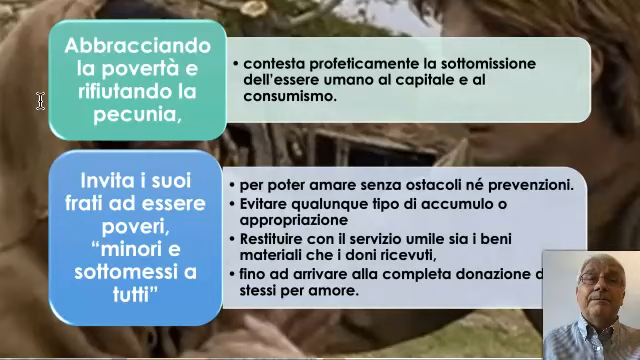 Abbracciando
la povertà e
rifiutando la
pecunia,
• contesta profeticamente la sottomissione
dell'essere umano al capitale e al
consumismo.
Invita i suoi
frati ad essere
poveri,
“minori e
sottomessi a
tutti”
• per poter amare senza ostacoli né prevenzioni.
• Evitare qualunque tipo di accumulo o
appropriazione
• Restituire con il servizio umile sia i beni
materiali che i doni ricevuti,
• fino ad arrivare alla completa donazione
stessi per amore.